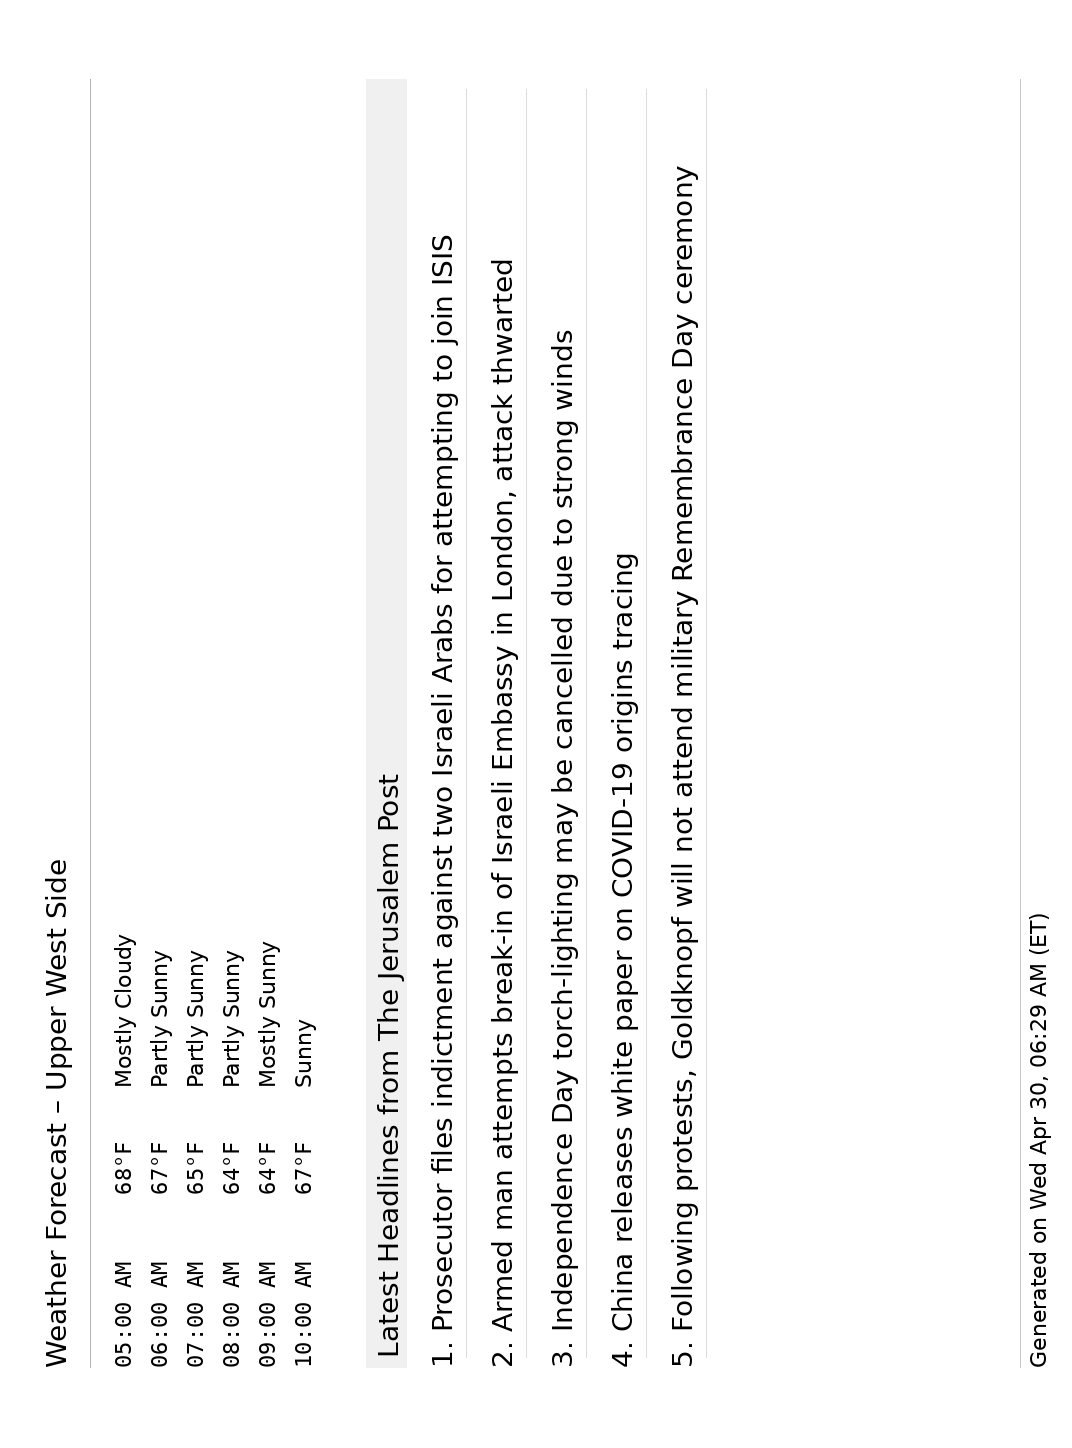 Weather Forecast – Upper West Side
05:00 AM 68°F Mostly Cloudy
06:00 AM 67°F Partly Sunny
07:00 AM 65°F Partly Sunny
08:00 AM 64°F Partly Sunny
09:00 AM 64°F Mostly Sunny
10:00 AM 67°F Sunny
Latest Headlines from The Jerusalem Post
1. Prosecutor files indictment against two Israeli Arabs for attempting to join ISIS
2. Armed man attempts break-in of Israeli Embassy in London, attack thwarted
3. Independence Day torch-lighting may be cancelled due to strong winds
4. China releases white paper on COVID-19 origins tracing
5. Following protests, Goldknopf will not attend military Remembrance Day ceremony
Generated on Wed Apr 30, 06:29 AM (ET)